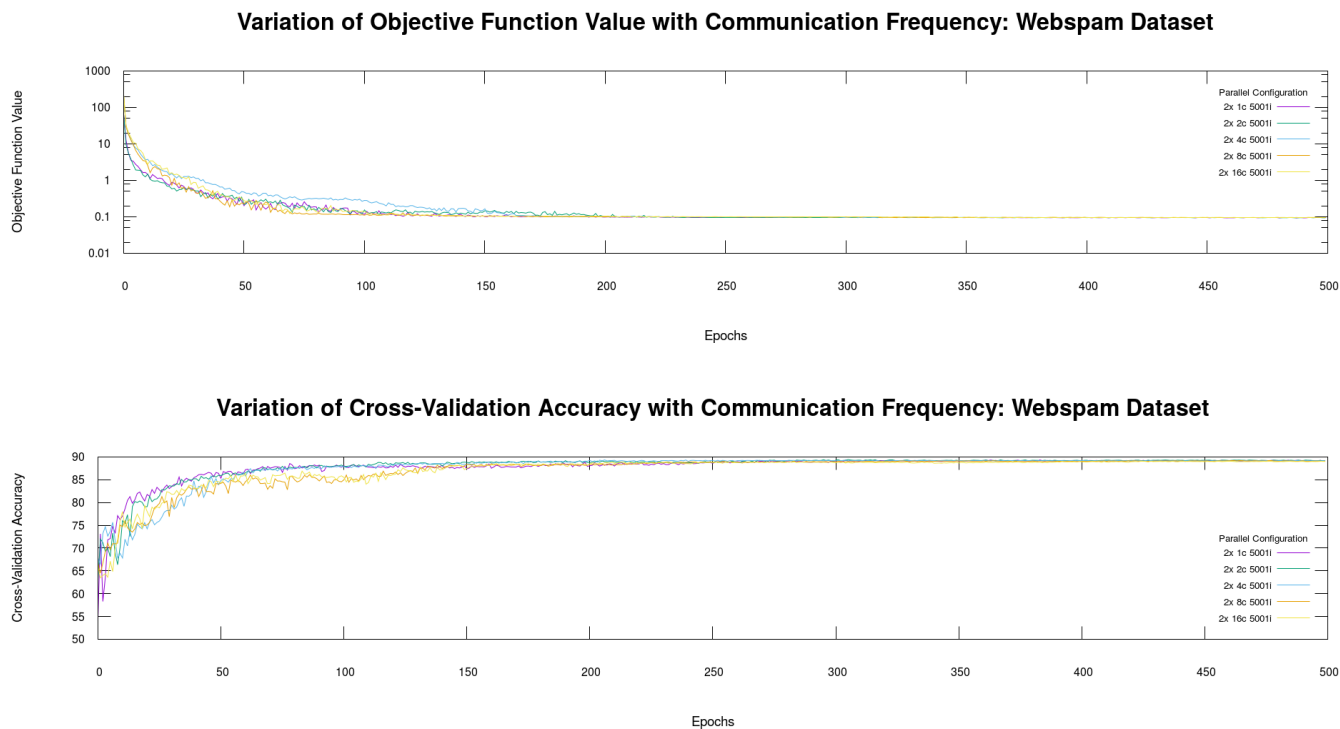 Variation of Objective Function Value with Communication Frequency: Webspam Dataset
Objective Function Value
1000
100
10
1
0.1
0.01
Parallel Configuration
2x 1c 5001i
2x 2c 5001i
2x 4c 5001i
2x 8c 5001i
2x 16c 5001i
0 50 100 150 200 250 300 350 400 450 500
Epochs
Variation of Cross-Validation Accuracy with Communication Frequency: Webspam Dataset
Cross-Validation Accuracy
90
85
80
75
70
65
60
55
50
Parallel Configuration
2x 1c 5001i
2x 2c 5001i
2x 4c 5001i
2x 8c 5001i
2x 16c 5001i
0 50 100 150 200 250 300 350 400 450 500
Epochs